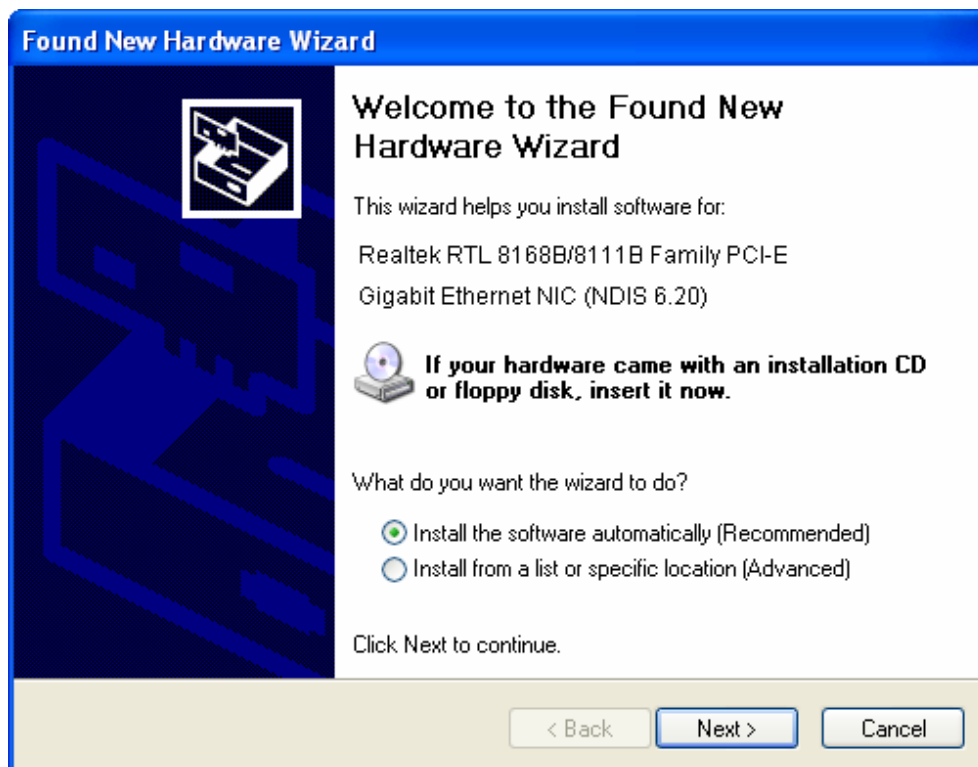 Found New Hardware Wizard
Welcome to the Found New
Hardware Wizard
This wizard helps you install software for:
Realtek RTL 8168B/8111B Family PCI-E
Gigabit Ethernet NIC (NDIS 6.20)
If your hardware came with an installation CD
or floppy disk, insert it now.
What do you want the wizard to do?
Install the software automatically (Recommended)
Install from a list or specific location (Advanced)
Click Next to continue.
< Back Next > Cancel